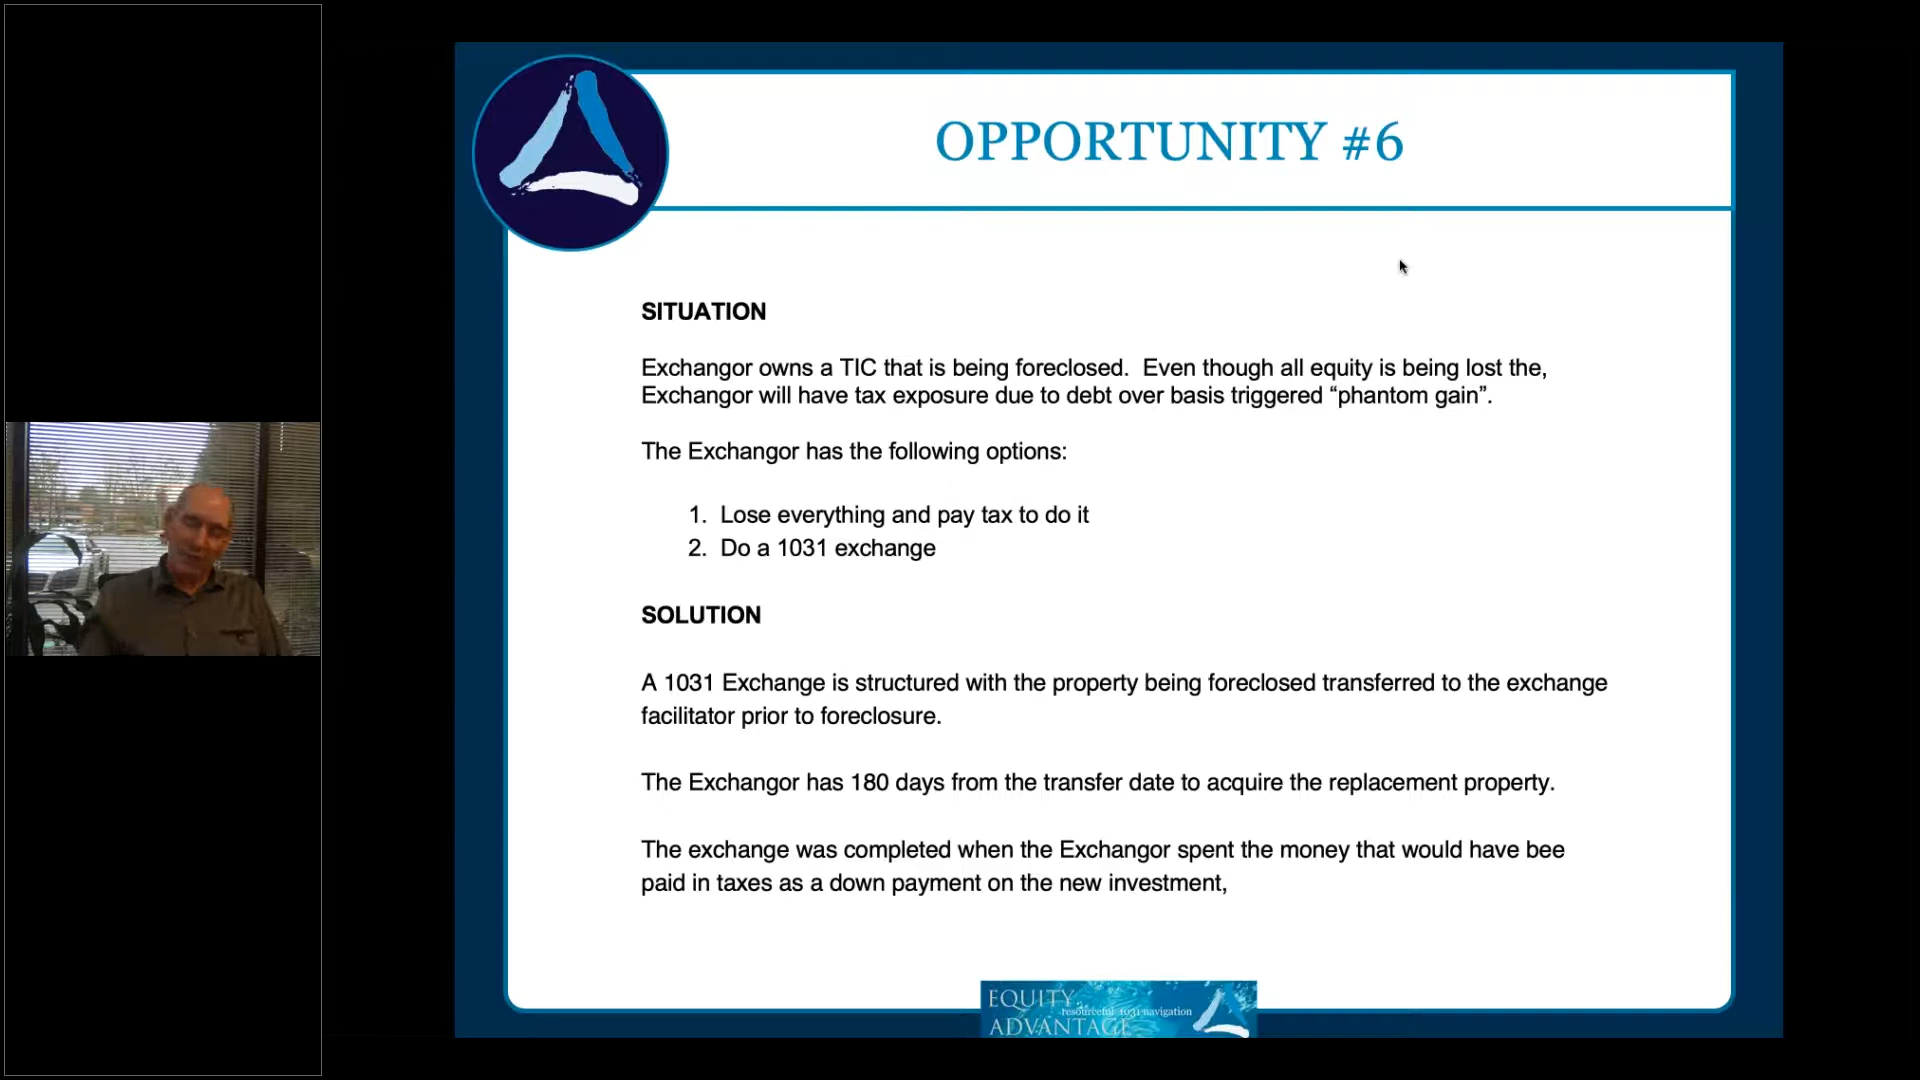 OPPORTUNITY #6
SITUATION
Exchangor owns a TIC that is being foreclosed. Even though all equity is being lost the,
Exchangor will have tax exposure due to debt over basis triggered “phantom gain”.
The Exchangor has the following options:
1. Lose everything and pay tax to do it
2. Do a 1031 exchange
SOLUTION
A 1031 Exchange is structured with the property being foreclosed transferred to the exchange
facilitator prior to foreclosure.
The Exchangor has 180 days from the transfer date to acquire the replacement property.
The exchange was completed when the Exchangor spent the money that would have bee
paid in taxes as a down payment on the new investment,
EQUITY
resourceful 1031 navigation
ADVANTAGE